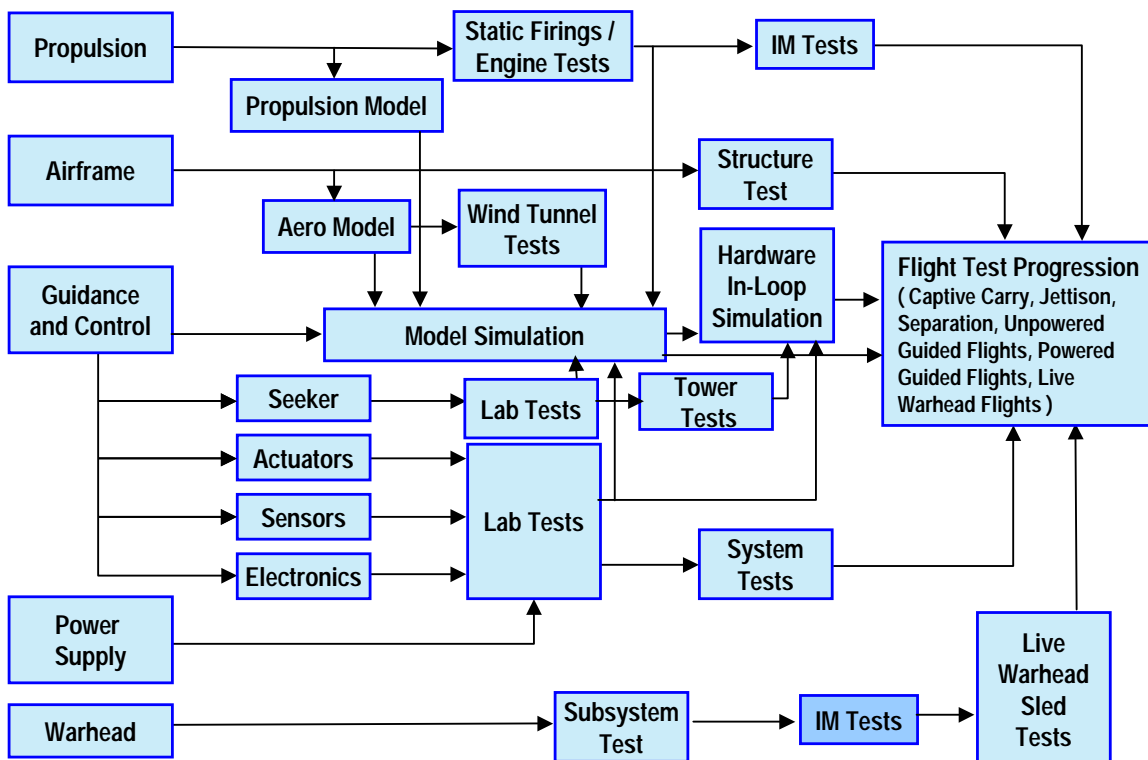 Propulsion
Static Firings /
Engine Tests
IM Tests
Propulsion Model
Airframe
Structure
Test
Aero Model
Wind Tunnel
Tests
Guidance
and Control
Model Simulation
Hardware
In-Loop
Simulation
Flight Test Progression
( Captive Carry, Jettison,
Separation, Unpowered
Guided Flights, Powered
Guided Flights, Live
Warhead Flights )
Seeker
Lab Tests
Tower
Tests
Actuators
Sensors
Electronics
Lab Tests
System
Tests
Power
Supply
Warhead
Subsystem
Test
IM Tests
Live
Warhead
Sled
Tests